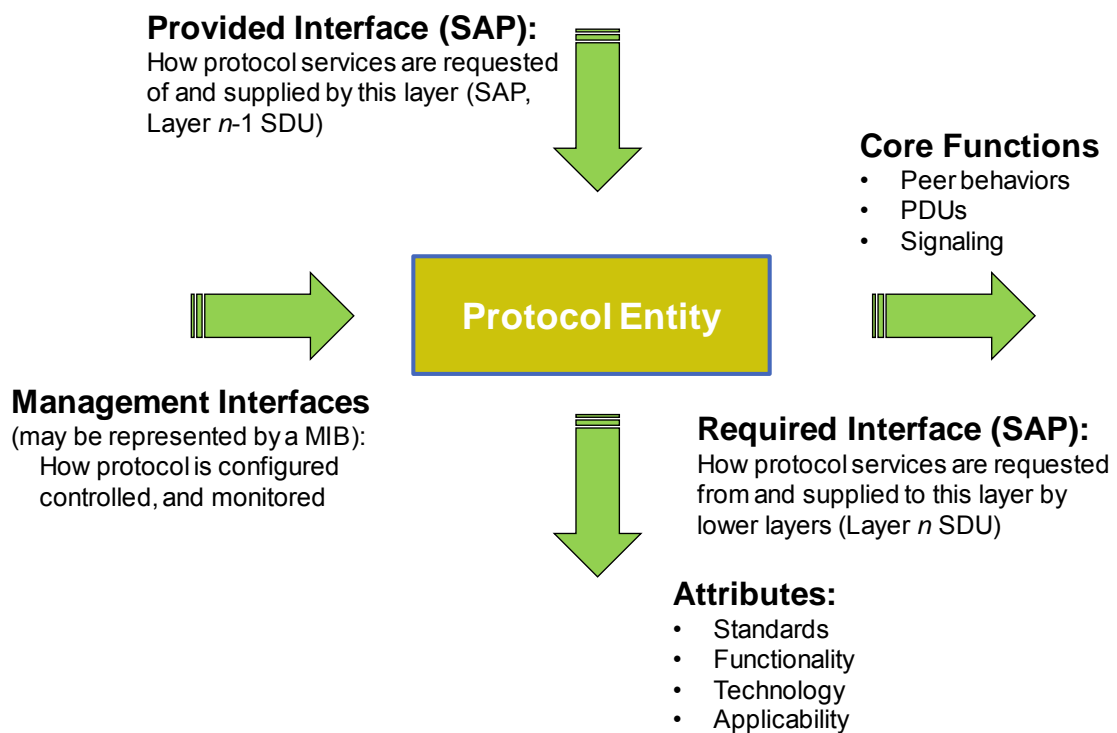 Provided Interface (SAP):
How protocol services are requested
of and supplied by this layer (SAP,
Layer n-1 SDU)
Core Functions
• Peer behaviors
• PDUs
• Signaling
Protocol Entity
Management Interfaces
(may be represented by a MIB):
How protocol is configured
controlled, and monitored
Required Interface (SAP):
How protocol services are requested
from and supplied to this layer by
lower layers (Layer n SDU)
Attributes:
• Standards
• Functionality
• Technology
• Applicability